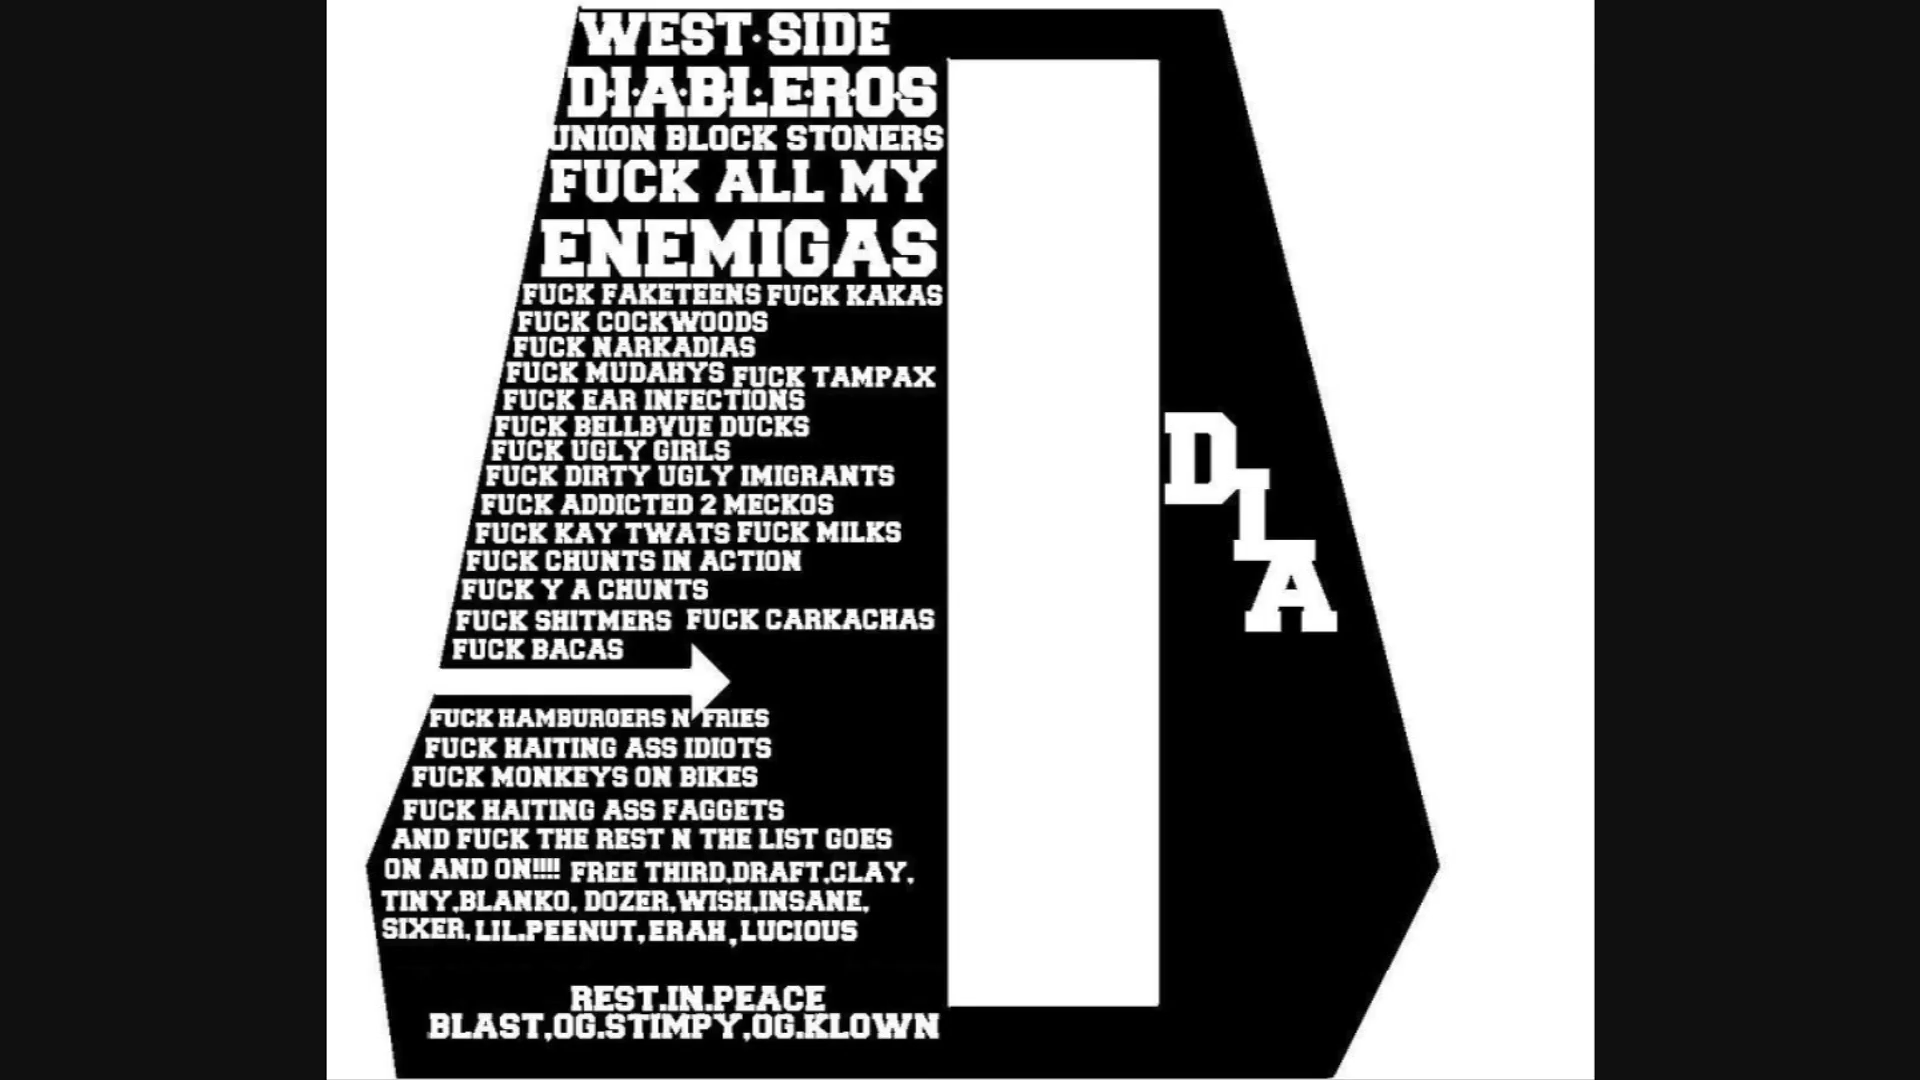 WEST·SIDE
D·I·A·B·L·E·R·O·S
UNION BLOCK STONERS
FUCK ALL MY
ENEMIGAS
FUCK FAKETEENS FUCK KAKAS
FUCK COCKWOODS
FUCK NARKADIAS
FUCK MUDAHYS FUCK TAMPAX
FUCK EAR INFECTIONS
FUCK BELLBVUE DUCKS
FUCK UGLY GIRLS
FUCK DIRTY UGLY IMIGRANTS
FUCK ADDICTED 2 MECKOS
FUCK KAY TWATS FUCK MILKS
FUCK CHUNTS IN ACTION
FUCK Y A CHUNTS
FUCK SHITMERS FUCK CARKACHAS
FUCK BACAS
FUCK HAMBURGERS N FRIES
FUCK HAITING ASS IDIOTS
FUCK MONKEYS ON BIKES
FUCK HAITING ASS FAGGETS
AND FUCK THE REST N THE LIST GOES
ON AND ON!!!! FREE THIRD,DRAFT,CLAY,
TINY,BLANKO, DOZER,WISH,INSANE,
SIXER, LIL.PEENUT, ERAH, LUCIOUS
REST.IN.PEACE
BLAST,OG.STIMPY,OG.KLOWN
DIA